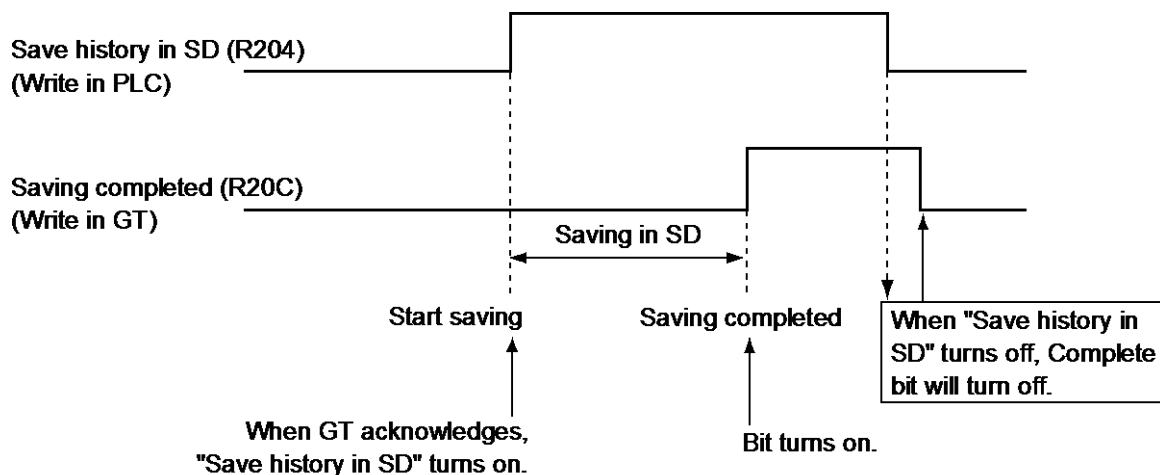 Save history in SD (R204)
(Write in PLC)
Saving completed (R20C)
(Write in GT)
Saving in SD
Start saving
Saving completed
When "Save history in
SD" turns off, Complete
bit will turn off.
When GT acknowledges,
"Save history in SD" turns on.
Bit turns on.